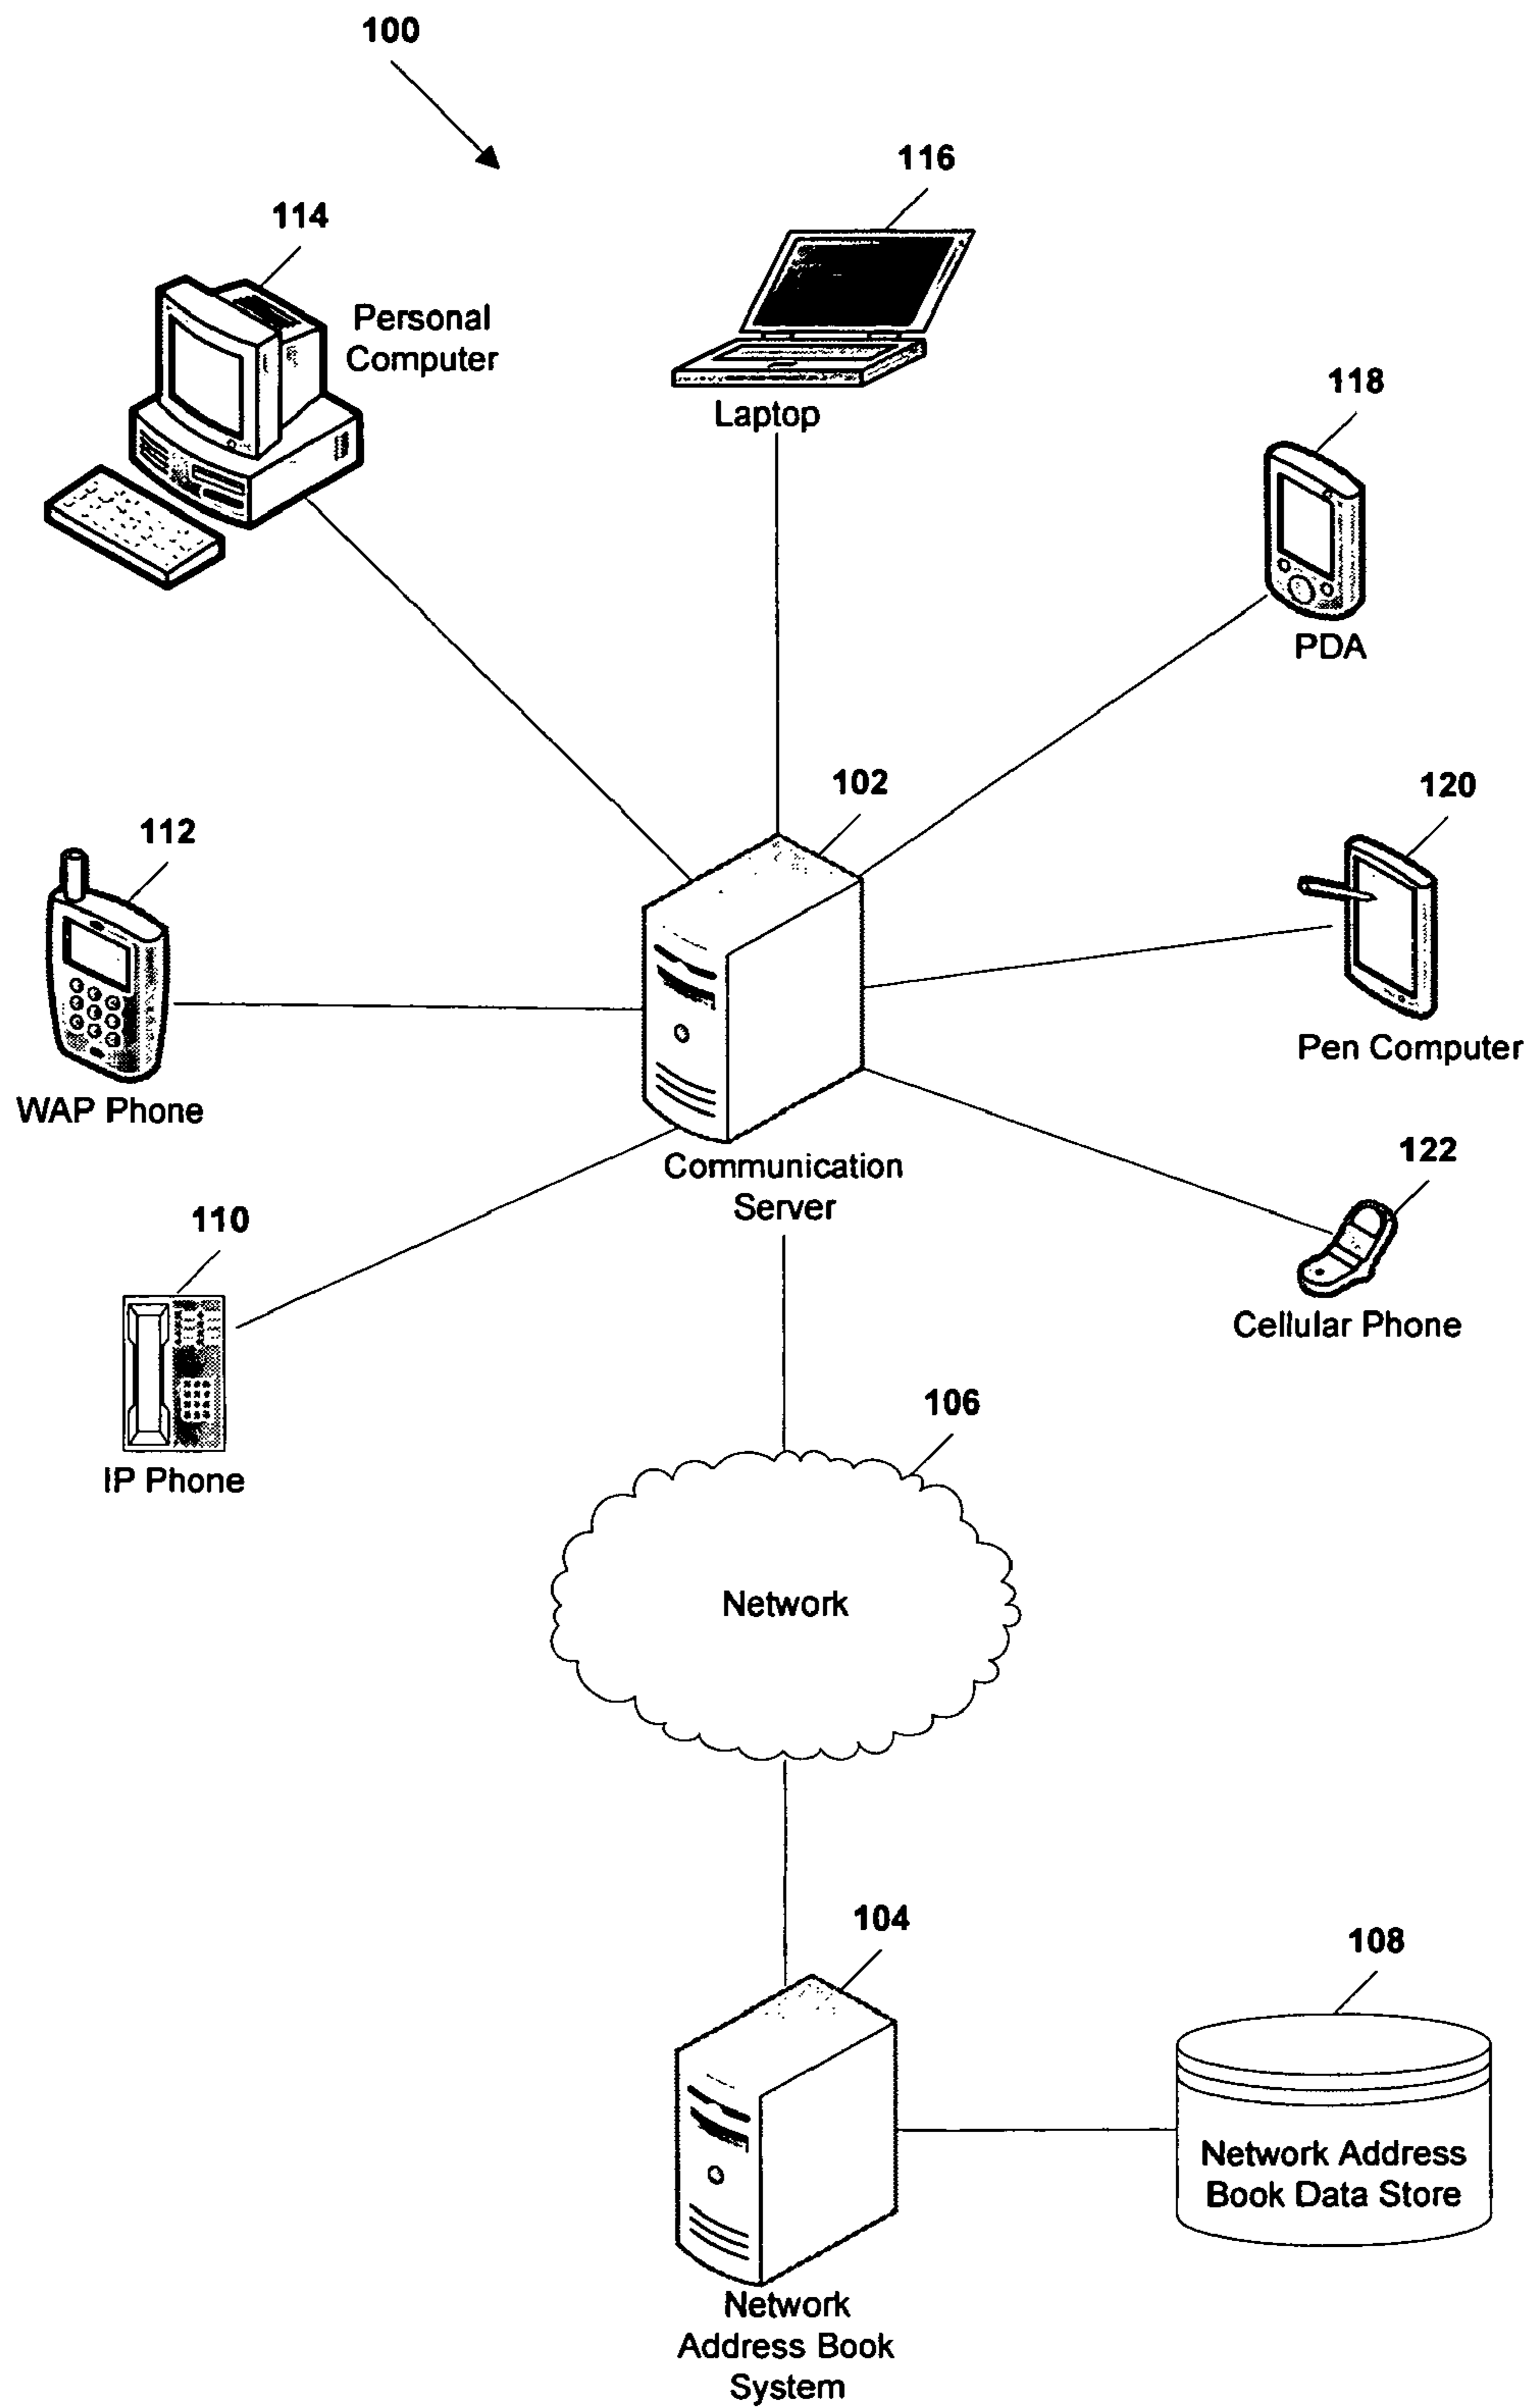 100
116
114
Personal
Computer
Laptop
118
PDA
102
120
112
Pen Computer
WAP Phone
Communication
Server
122
110
Cellular Phone
IP Phone
106
Network
104
108
Network Address
Book Data Store
Network
Address Book
System